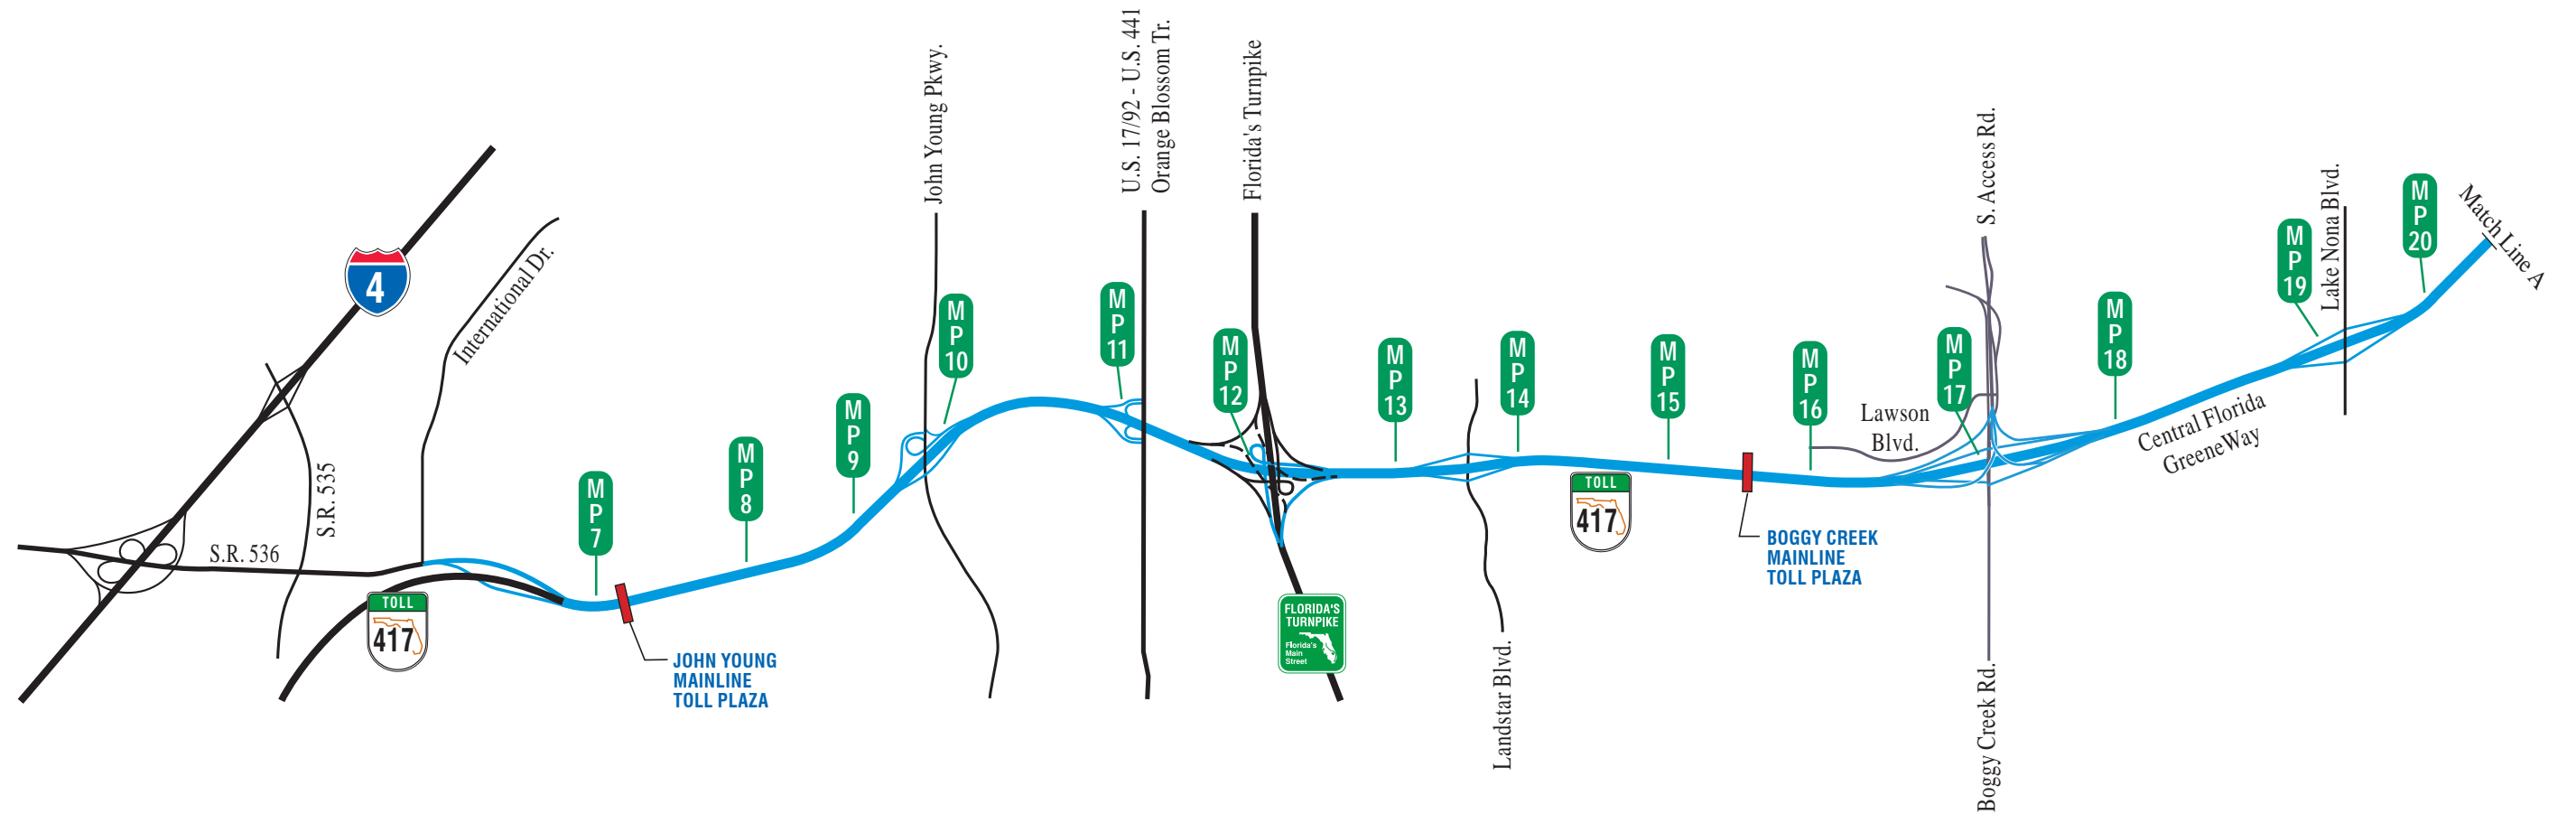 4
International Dr.
S.R. 535
S.R. 536
TOLL
417
M
P
7
JOHN YOUNG
MAINLINE
TOLL PLAZA
M
P
8
M
P
9
John Young Pkwy.
M
P
10
M
P
11
U.S. 17/92 - U.S. 441
Orange Blossom Tr.
M
P
12
Florida's Turnpike
FLORIDA'S
TURNPIKE
Florida's
Main
Street
M
P
13
Landstar Blvd.
M
P
14
TOLL
417
M
P
15
BOGGY CREEK
MAINLINE
TOLL PLAZA
M
P
16
Lawson
Blvd.
M
P
17
S. Access Rd.
Boggy Creek Rd.
M
P
18
Central Florida
GreeneWay
M
P
19
Lake Nona Blvd.
M
P
20
Match Line A